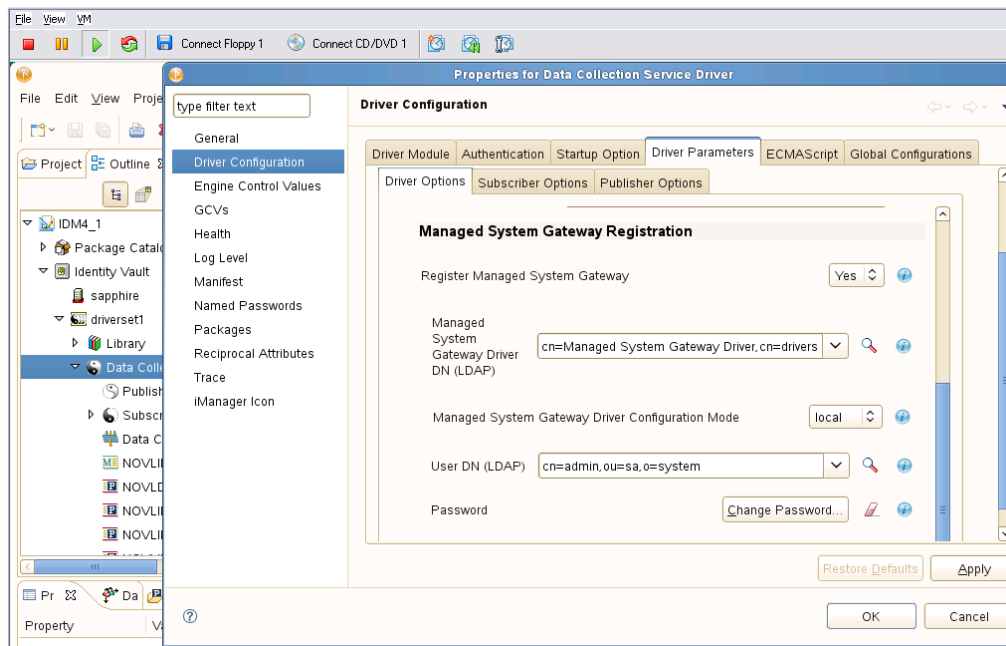 File View VM
Connect Floppy 1 Connect CD/DVD 1
Properties for Data Collection Service Driver
File Edit View Proje
type filter text
Driver Configuration
General
Driver Configuration
Engine Control Values
GCVs
Health
Log Level
Manifest
Named Passwords
Packages
Reciprocal Attributes
Trace
iManager Icon
Driver Module Authentication Startup Option Driver Parameters ECMAScript Global Configurations
Driver Options Subscriber Options Publisher Options
Managed System Gateway Registration
Register Managed System Gateway Yes
Managed
System
Gateway Driver
DN (LDAP)
cn=Managed System Gateway Driver,cn=drivers
Managed System Gateway Driver Configuration Mode local
User DN (LDAP) cn=admin,ou=sa,o=system
Password Change Password...
Restore Defaults Apply
OK Cancel
Project Outline
IDM4_1
Package Catalo
Identity Vault
sapphire
driverset1
Library
Data Colle
Publish
Subscr
Data C
NOVLI
NOVLD
NOVLI
NOVLI
Pr Da
Property Va